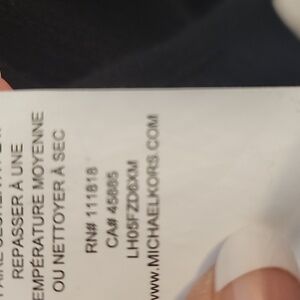 REPASSER À UNE
TEMPÉRATURE MOYENNE
OU NETTOYER À SEC
RN# 111818
CA# 45885
LH05FZD6XM
www.MICHAELKORS.COM